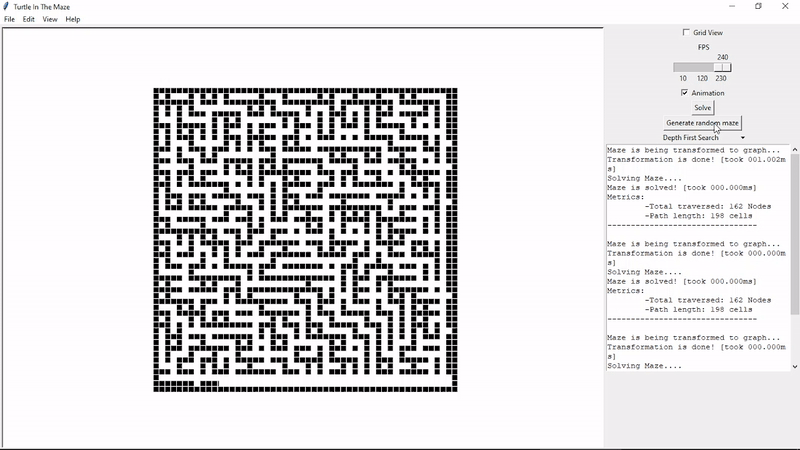 Turtle In The Maze
File Edit View Help
Grid View
FPS
240
10 120 230
Animation
Solve
Generate random maze
Depth First Search
Maze is being transformed to graph...
Transformation is done! [took 001.002m
s]
Solving Maze....
Maze is solved! [took 000.000ms]
Metrics:
-Total traversed: 162 Nodes
-Path length: 198 cells
--------------------------------
Maze is being transformed to graph...
Transformation is done! [took 000.000m
s]
Solving Maze....
Maze is solved! [took 000.000ms]
Metrics:
-Total traversed: 162 Nodes
-Path length: 198 cells
--------------------------------
Maze is being transformed to graph...
Transformation is done! [took 000.000m
s]
Solving Maze....